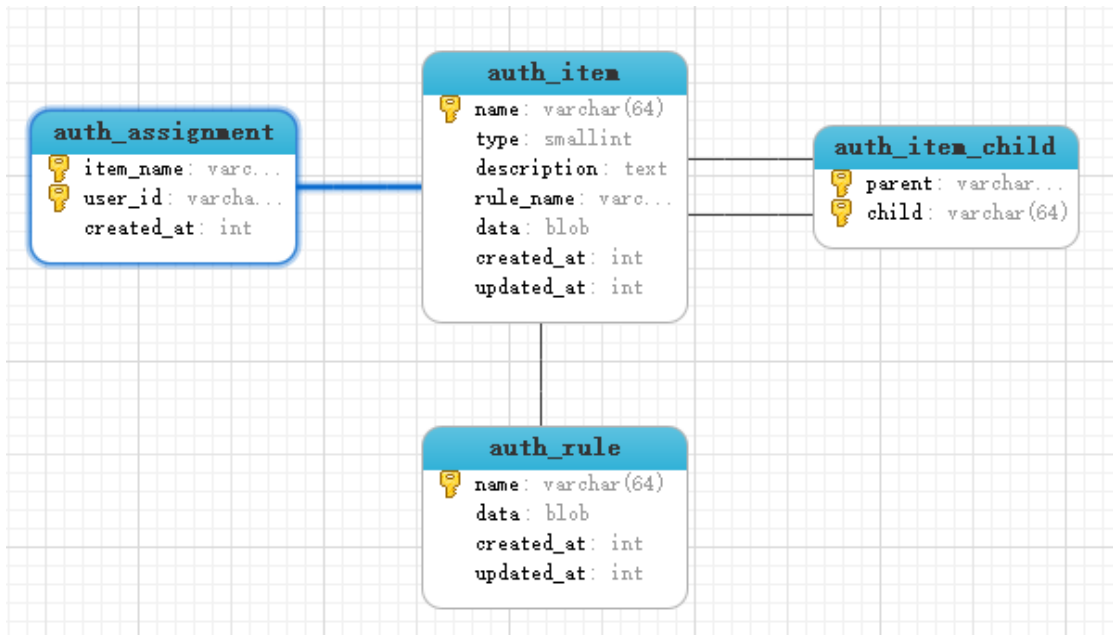 auth_item
name: varchar(64)
type: smallint
description: text
rule_name: varc...
data: blob
created_at: int
updated_at: int
auth_assignment
item_name: varc...
user_id: varcha...
created_at: int
auth_item_child
parent: varchar...
child: varchar(64)
auth_rule
name: varchar(64)
data: blob
created_at: int
updated_at: int